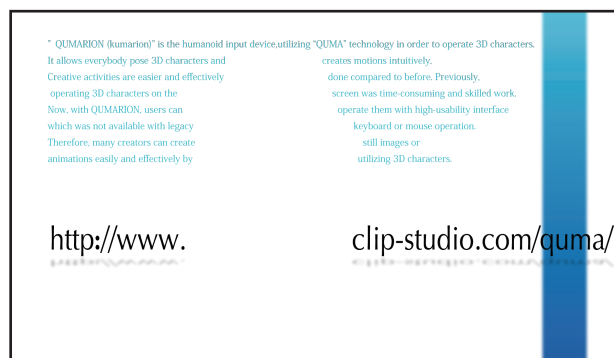 " QUMARION (kumarion)" is the humanoid input device,utilizing "QUMA" technology in order to operate 3D characters.
It allows everybody pose 3D characters and creates motions intuitively,
Creative activities are easier and effectively done compared to before. Previously,
operating 3D characters on the screen was time-consuming and skilled work,
Now, with QUMARION, users can operate them with high-usability interface
which was not available with legacy keyboard or mouse operation.
Therefore, many creators can create still images or
animations easily and effectively by utilizing 3D characters.
http://www. clip-studio.com/quma/